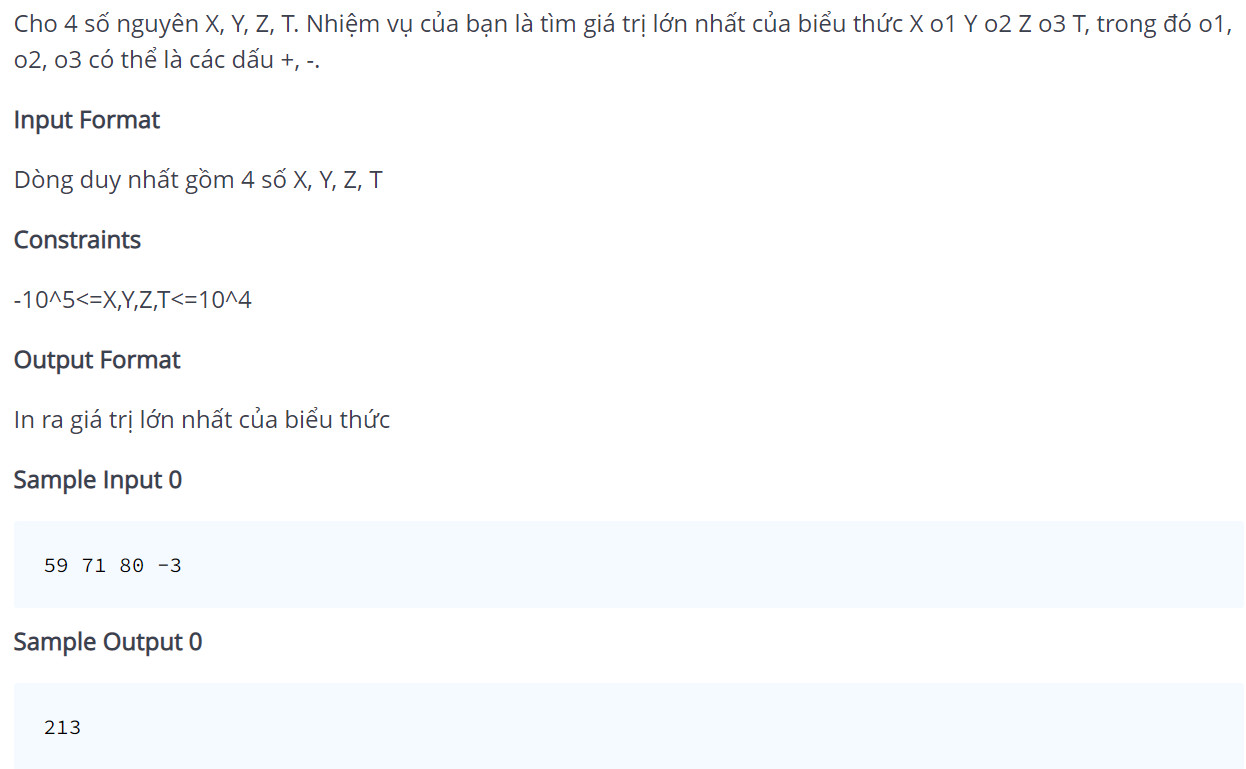 Cho 4 số nguyên X, Y, Z, T. Nhiệm vụ của bạn là tìm giá trị lớn nhất của biểu thức X o1 Y o2 Z o3 T, trong đó o1,
o2, o3 có thể là các dấu +, -.
Input Format
Dòng duy nhất gồm 4 số X, Y, Z, T
Constraints
-10^5<=X,Y,Z,T<=10^4
Output Format
In ra giá trị lớn nhất của biểu thức
Sample Input 0
59 71 80 -3
Sample Output 0
213